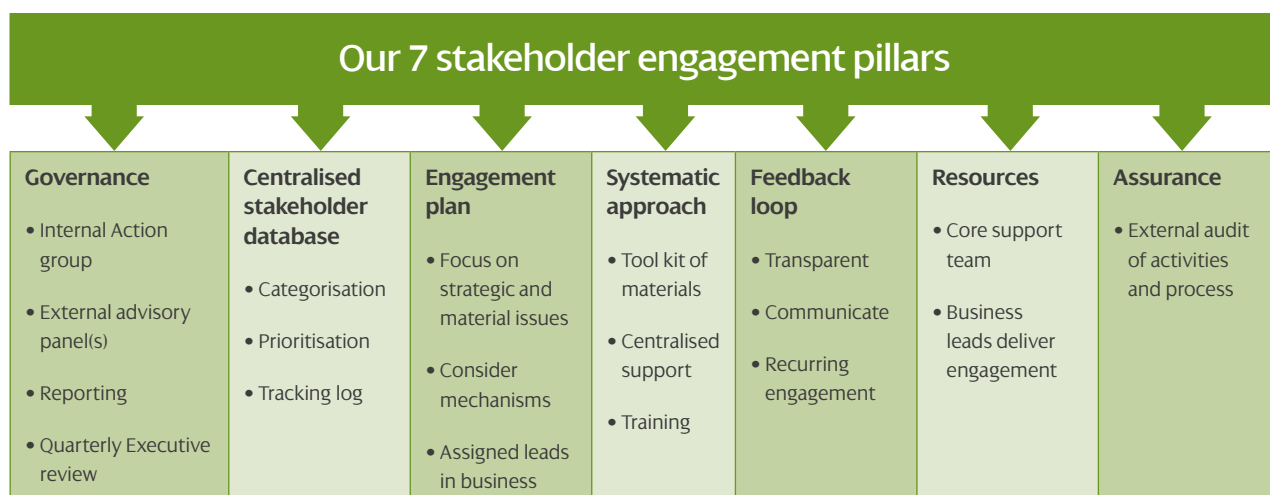 Our 7 stakeholder engagement pillars
Governance
• Internal Action
group
• External advisory
panel(s)
• Reporting
• Quarterly Executive
review
Centralised
stakeholder
database
• Categorisation
• Prioritisation
• Tracking log
Engagement
plan
• Focus on
strategic and
material issues
• Consider
mechanisms
• Assigned leads
in business
Systematic
approach
• Tool kit of
materials
• Centralised
support
• Training
Feedback
loop
• Transparent
• Communicate
• Recurring
engagement
Resources
• Core support
team
• Business
leads deliver
engagement
Assurance
• External audit
of activities
and process